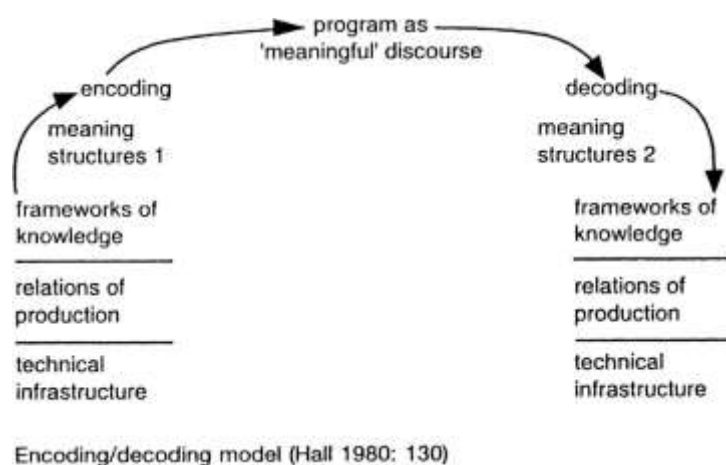 program as
'meaningful' discourse
encoding
decoding
meaning
structures 1
meaning
structures 2
frameworks of
knowledge
frameworks of
knowledge
relations of
production
relations of
production
technical
infrastructure
technical
infrastructure
Encoding/decoding model (Hall 1980: 130)